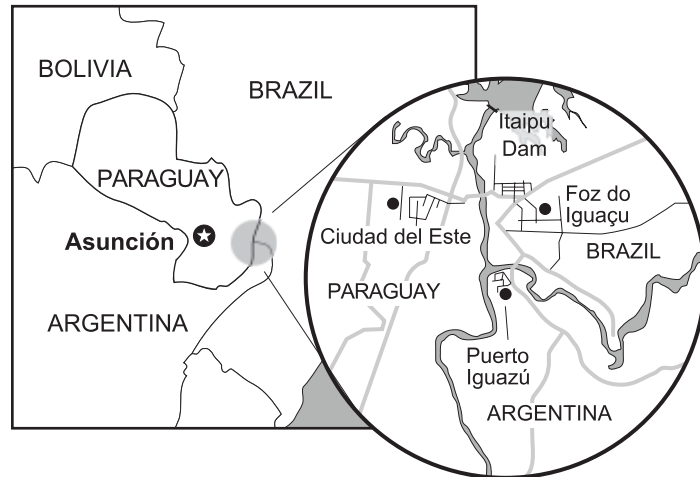 BOLIVIA
BRAZIL
PARAGUAY
Asunción
ARGENTINA
Itaipu
Dam
Foz do
Iguaçu
Ciudad del Este
BRAZIL
PARAGUAY
Puerto
Iguazú
ARGENTINA